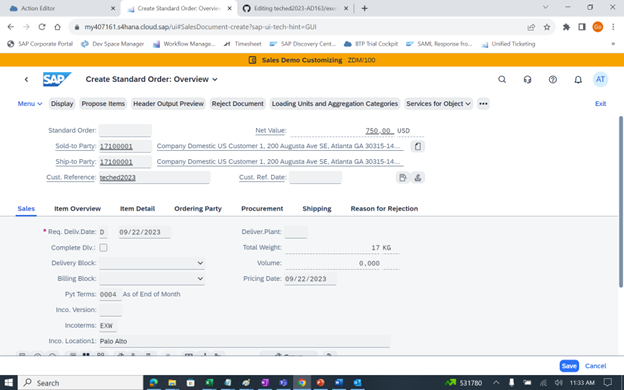 Action Editor
Create Standard Order: Overview
Editing teched2023-AD163/exer
my407161.s4hana.cloud.sap/ui#SalesDocument-create?sap-ui-tech-hint=GUI
SAP Corporate Portal
Dev Space Manager
Workflow Manage...
Timesheet
SAP Discovery Cent...
BTP Trial Cockpit
SAML Response fro...
Unified Ticketing
Sales Demo Customizing ZDM/100
SAP
Create Standard Order: Overview
AT
Menu
Display
Propose Items
Header Output Preview
Reject Document
Loading Units and Aggregation Categories
Services for Object
Exit
Standard Order:
Net Value: 750,00 USD
Sold-to Party: 17100001
Company Domestic US Customer 1, 200 Augusta Ave SE, Atlanta GA 30315-14...
Ship-to Party: 17100001
Company Domestic US Customer 1, 200 Augusta Ave SE, Atlanta GA 30315-14...
Cust. Reference: teched2023
Cust. Ref. Date:
Sales
Item Overview
Item Detail
Ordering Party
Procurement
Shipping
Reason for Rejection
* Req. Deliv.Date: D 09/22/2023
Deliver.Plant:
Complete Dlv.:
Total Weight: 17 KG
Delivery Block:
Volume: 0,000
Billing Block:
Pricing Date: 09/22/2023
Pyt Terms: 0004 As of End of Month
Inco. Version:
Incoterms: EXW
Inco. Location1: Palo Alto
Save
Cancel
Search
531780
11:33 AM